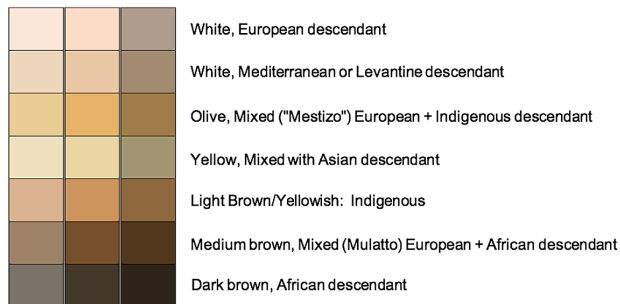 White, European descendant
White, Mediterranean or Levantine descendant
Olive, Mixed ("Mestizo") European + Indigenous descendant
Yellow, Mixed with Asian descendant
Light Brown/Yellowish:  Indigenous
Medium brown, Mixed (Mulatto) European + African descendant
Dark brown, African descendant